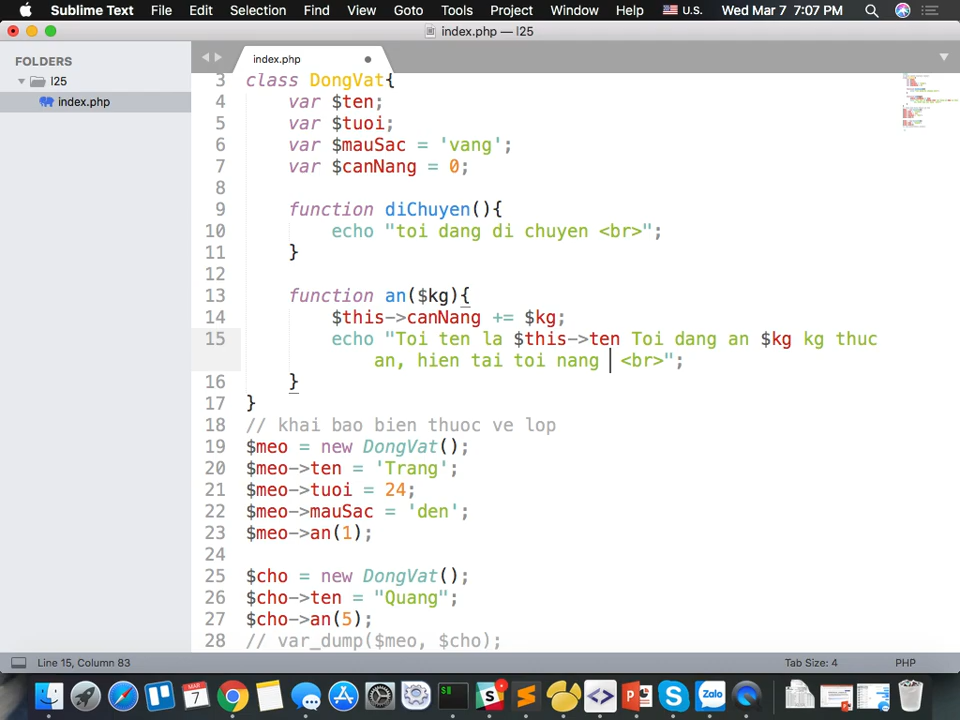 Sublime Text File Edit Selection Find View Goto Tools Project Window Help U.S. Wed Mar 7 7:07 PM
index.php — l25
FOLDERS
l25
index.php
index.php
3 class DongVat{
4 var $ten;
5 var $tuoi;
6 var $mauSac = 'vang';
7 var $canNang = 0;
8
9 function diChuyen(){
10 echo "toi dang di chuyen <br>";
11 }
12
13 function an($kg){
14 $this->canNang += $kg;
15 echo "Toi ten la $this->ten Toi dang an $kg kg thuc
an, hien tai toi nang <br>";
16 }
17 }
18 // khai bao bien thuoc ve lop
19 $meo = new DongVat();
20 $meo->ten = 'Trang';
21 $meo->tuoi = 24;
22 $meo->mauSac = 'den';
23 $meo->an(1);
24
25 $cho = new DongVat();
26 $cho->ten = "Quang";
27 $cho->an(5);
28 // var_dump($meo, $cho);
Line 15, Column 83 Tab Size: 4 PHP
MAR
7
Zalo